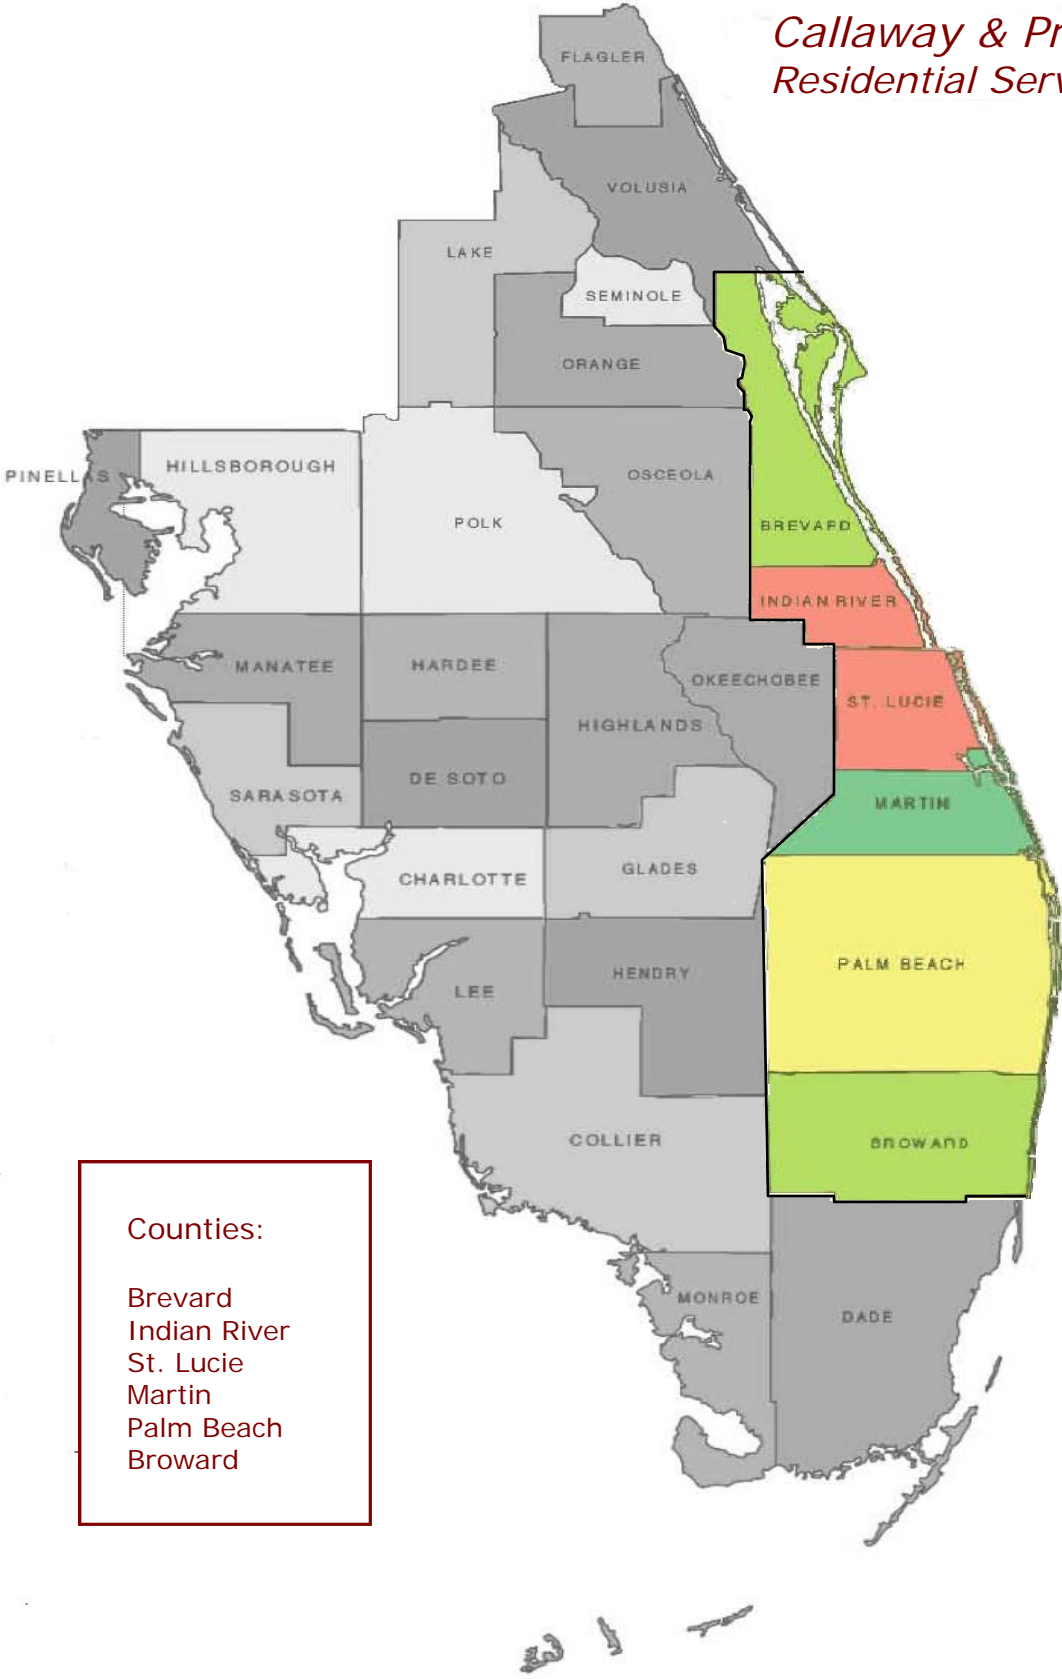 Callaway & Pr
Residential Serv
FLAGLER
VOLUSIA
LAKE
SEMINOLE
ORANGE
PINELLAS
HILLSBOROUGH
OSCEOLA
POLK
BREVARD
INDIAN RIVER
MANATEE
HARDEE
OKEECHOBEE
HIGHLANDS
ST. LUCIE
DE SOTO
SARASOTA
MARTIN
CHARLOTTE
GLADES
PALM BEACH
HENDRY
LEE
COLLIER
BROWARD
MONROE
DADE
Counties:
Brevard
Indian River
St. Lucie
Martin
Palm Beach
Broward